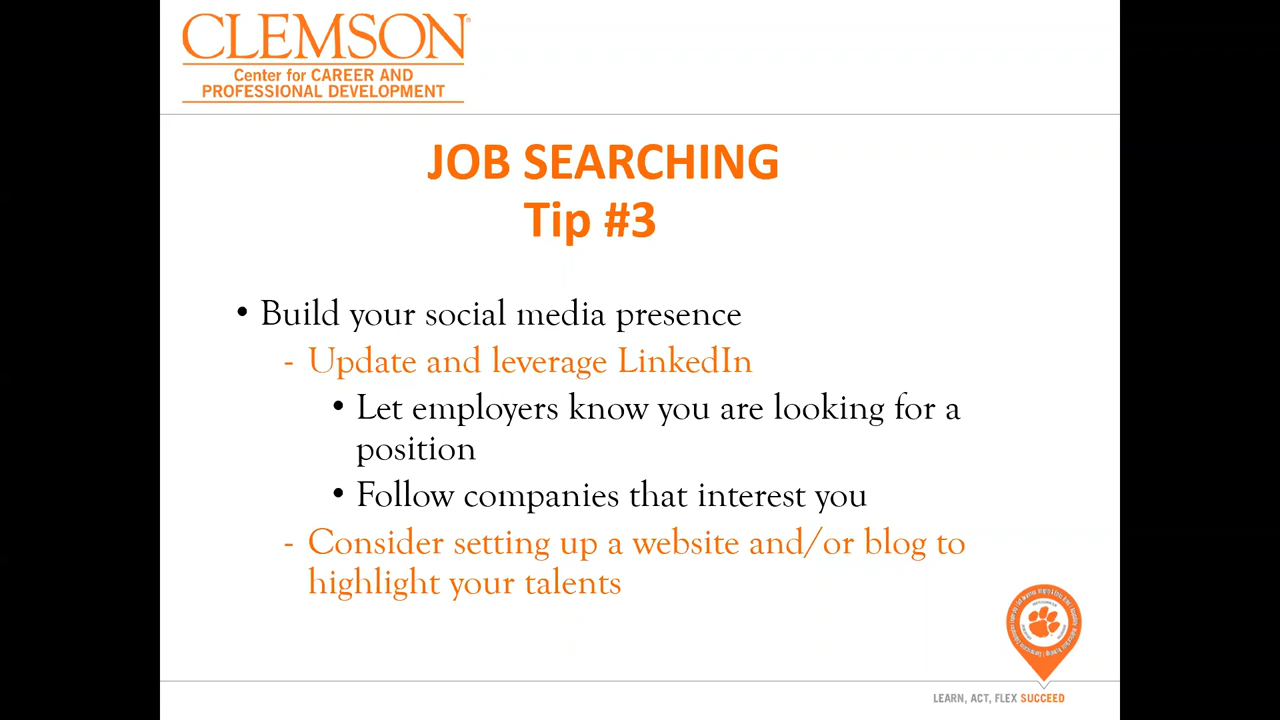 CLEMSON
Center for CAREER AND
PROFESSIONAL DEVELOPMENT
JOB SEARCHING
Tip #3
• Build your social media presence
- Update and leverage LinkedIn
• Let employers know you are looking for a
position
• Follow companies that interest you
- Consider setting up a website and/or blog to
highlight your talents
LEARN, ACT, FLEX SUCCEED